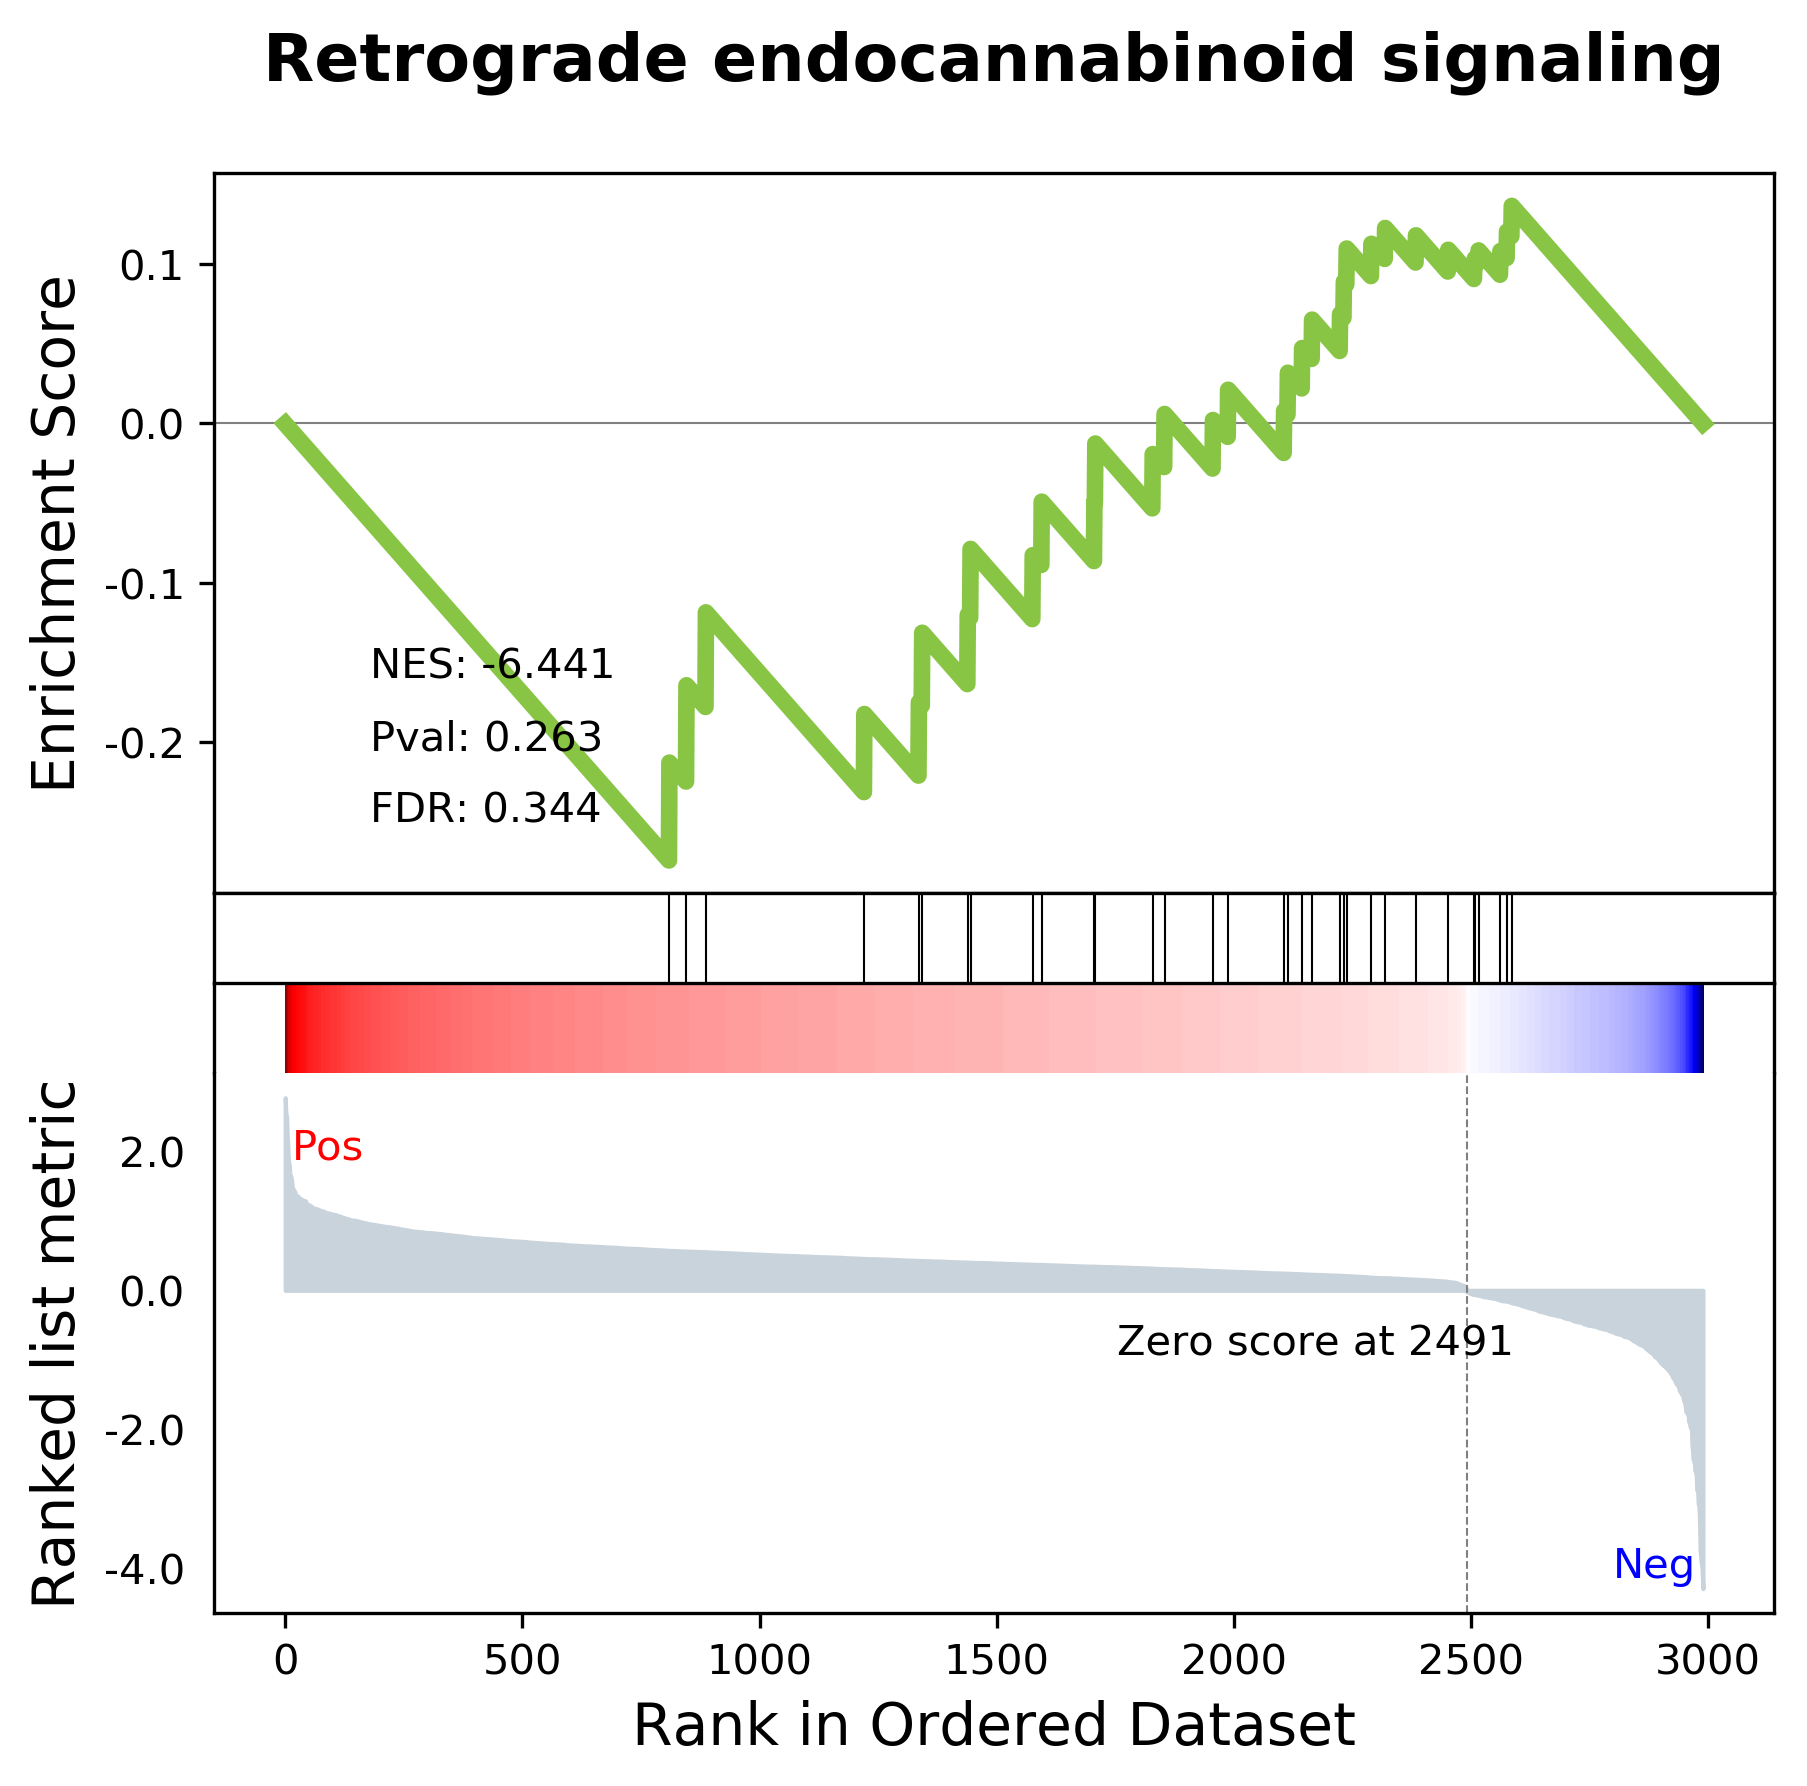 Retrograde endocannabinoid signaling
Enrichment Score
0.1
0.0
-0.1
-0.2
NES: -6.441
Pval: 0.263
FDR: 0.344
Ranked list metric
2.0
0.0
-2.0
-4.0
Pos
Zero score at 2491
Neg
0 500 1000 1500 2000 2500 3000
Rank in Ordered Dataset